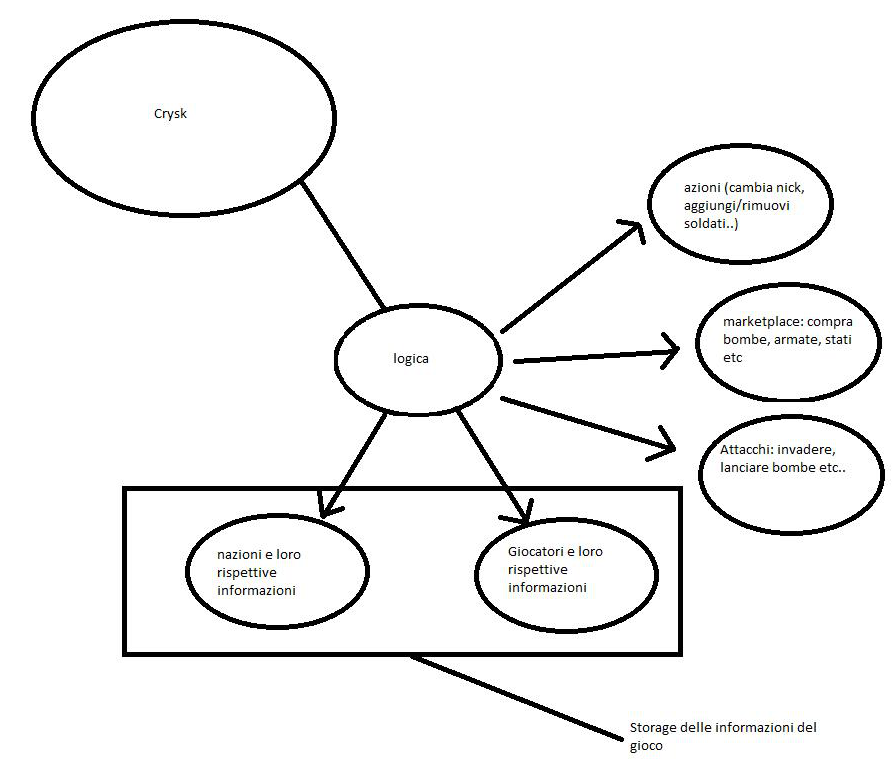 Crysk
azioni (cambia nick,
aggiungi/rimuovi
soldati..)
marketplace: compra
bombe, armate, stati
etc
logica
Attacchi: invadere,
lanciare bombe etc..
nazioni e loro
rispettive
informazioni
Giocatori e loro
rispettive
informazioni
Storage delle informazioni del
gioco